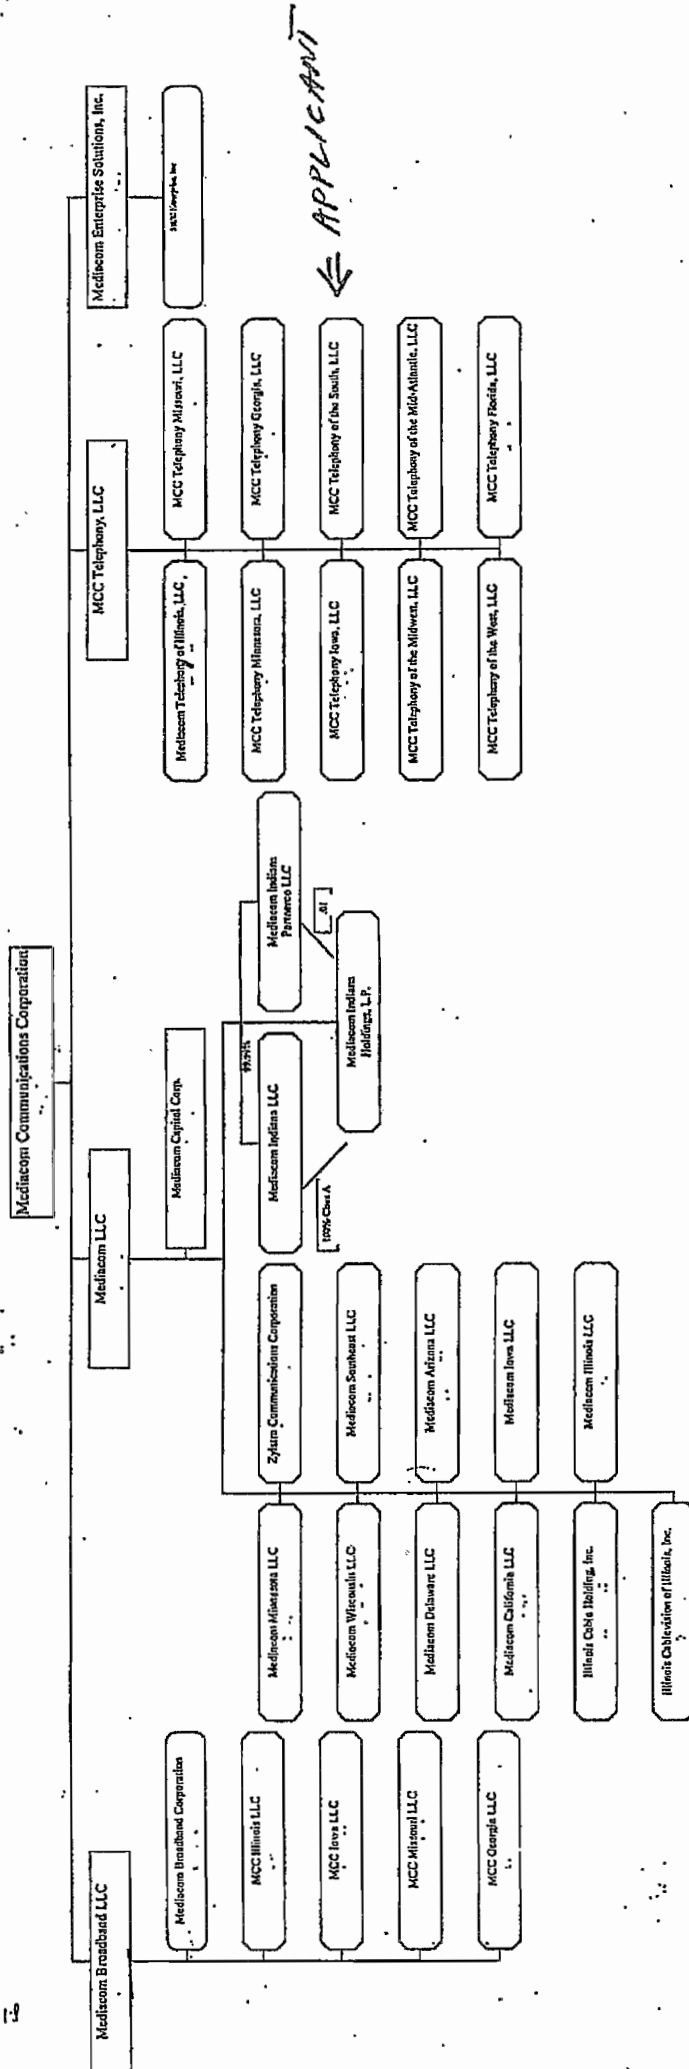 Mediacom Communications Corporation
Mediacom Broadband LLC
Mediacom LLC
MCC Telephony, LLC
Mediacom Enterprise Solutions, Inc.
Mediacom Broadband Corporation
MCC Illinois LLC
MCC Iowa LLC
MCC Missouri LLC
MCC Georgia LLC
Mediacom Capital Corp.
Mediacom Minnesota LLC
Zylstra Communications Corporation
Mediacom Wisconsin LLC
Mediacom Southeast LLC
Mediacom Delaware LLC
Mediacom Arizona LLC
Mediacom California LLC
Mediacom Iowa LLC
Illinois Cable Holding, Inc.
Mediacom Illinois LLC
Illinois Cablevision of Illinois, Inc.
99.99%
Mediacom Indiana LLC
Mediacom Indiana
Partnerco LLC
100% Class A
.01
Mediacom Indiana
Holdings, L.P.
Mediacom Telephony of Illinois, LLC
MCC Telephony Missouri, LLC
MCC Telephony Minnesota, LLC
MCC Telephony Georgia, LLC
MCC Telephony Iowa, LLC
MCC Telephony of the South, LLC
← APPLICANT
MCC Telephony of the Midwest, LLC
MCC Telephony of the Mid-Atlantic, LLC
MCC Telephony of the West, LLC
MCC Telephony Florida, LLC